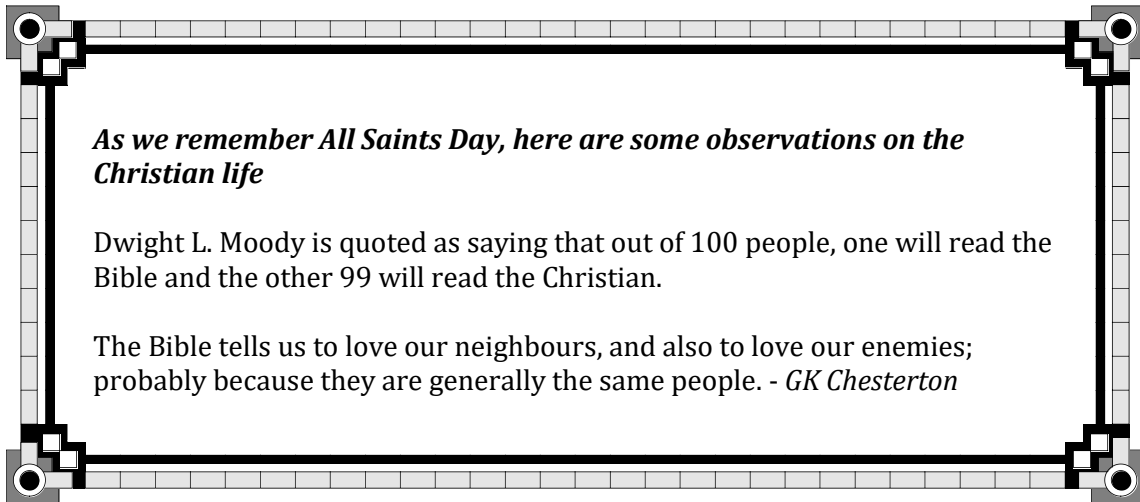 As we remember All Saints Day, here are some observations on the
Christian life
Dwight L. Moody is quoted as saying that out of 100 people, one will read the
Bible and the other 99 will read the Christian.
The Bible tells us to love our neighbours, and also to love our enemies;
probably because they are generally the same people. - GK Chesterton